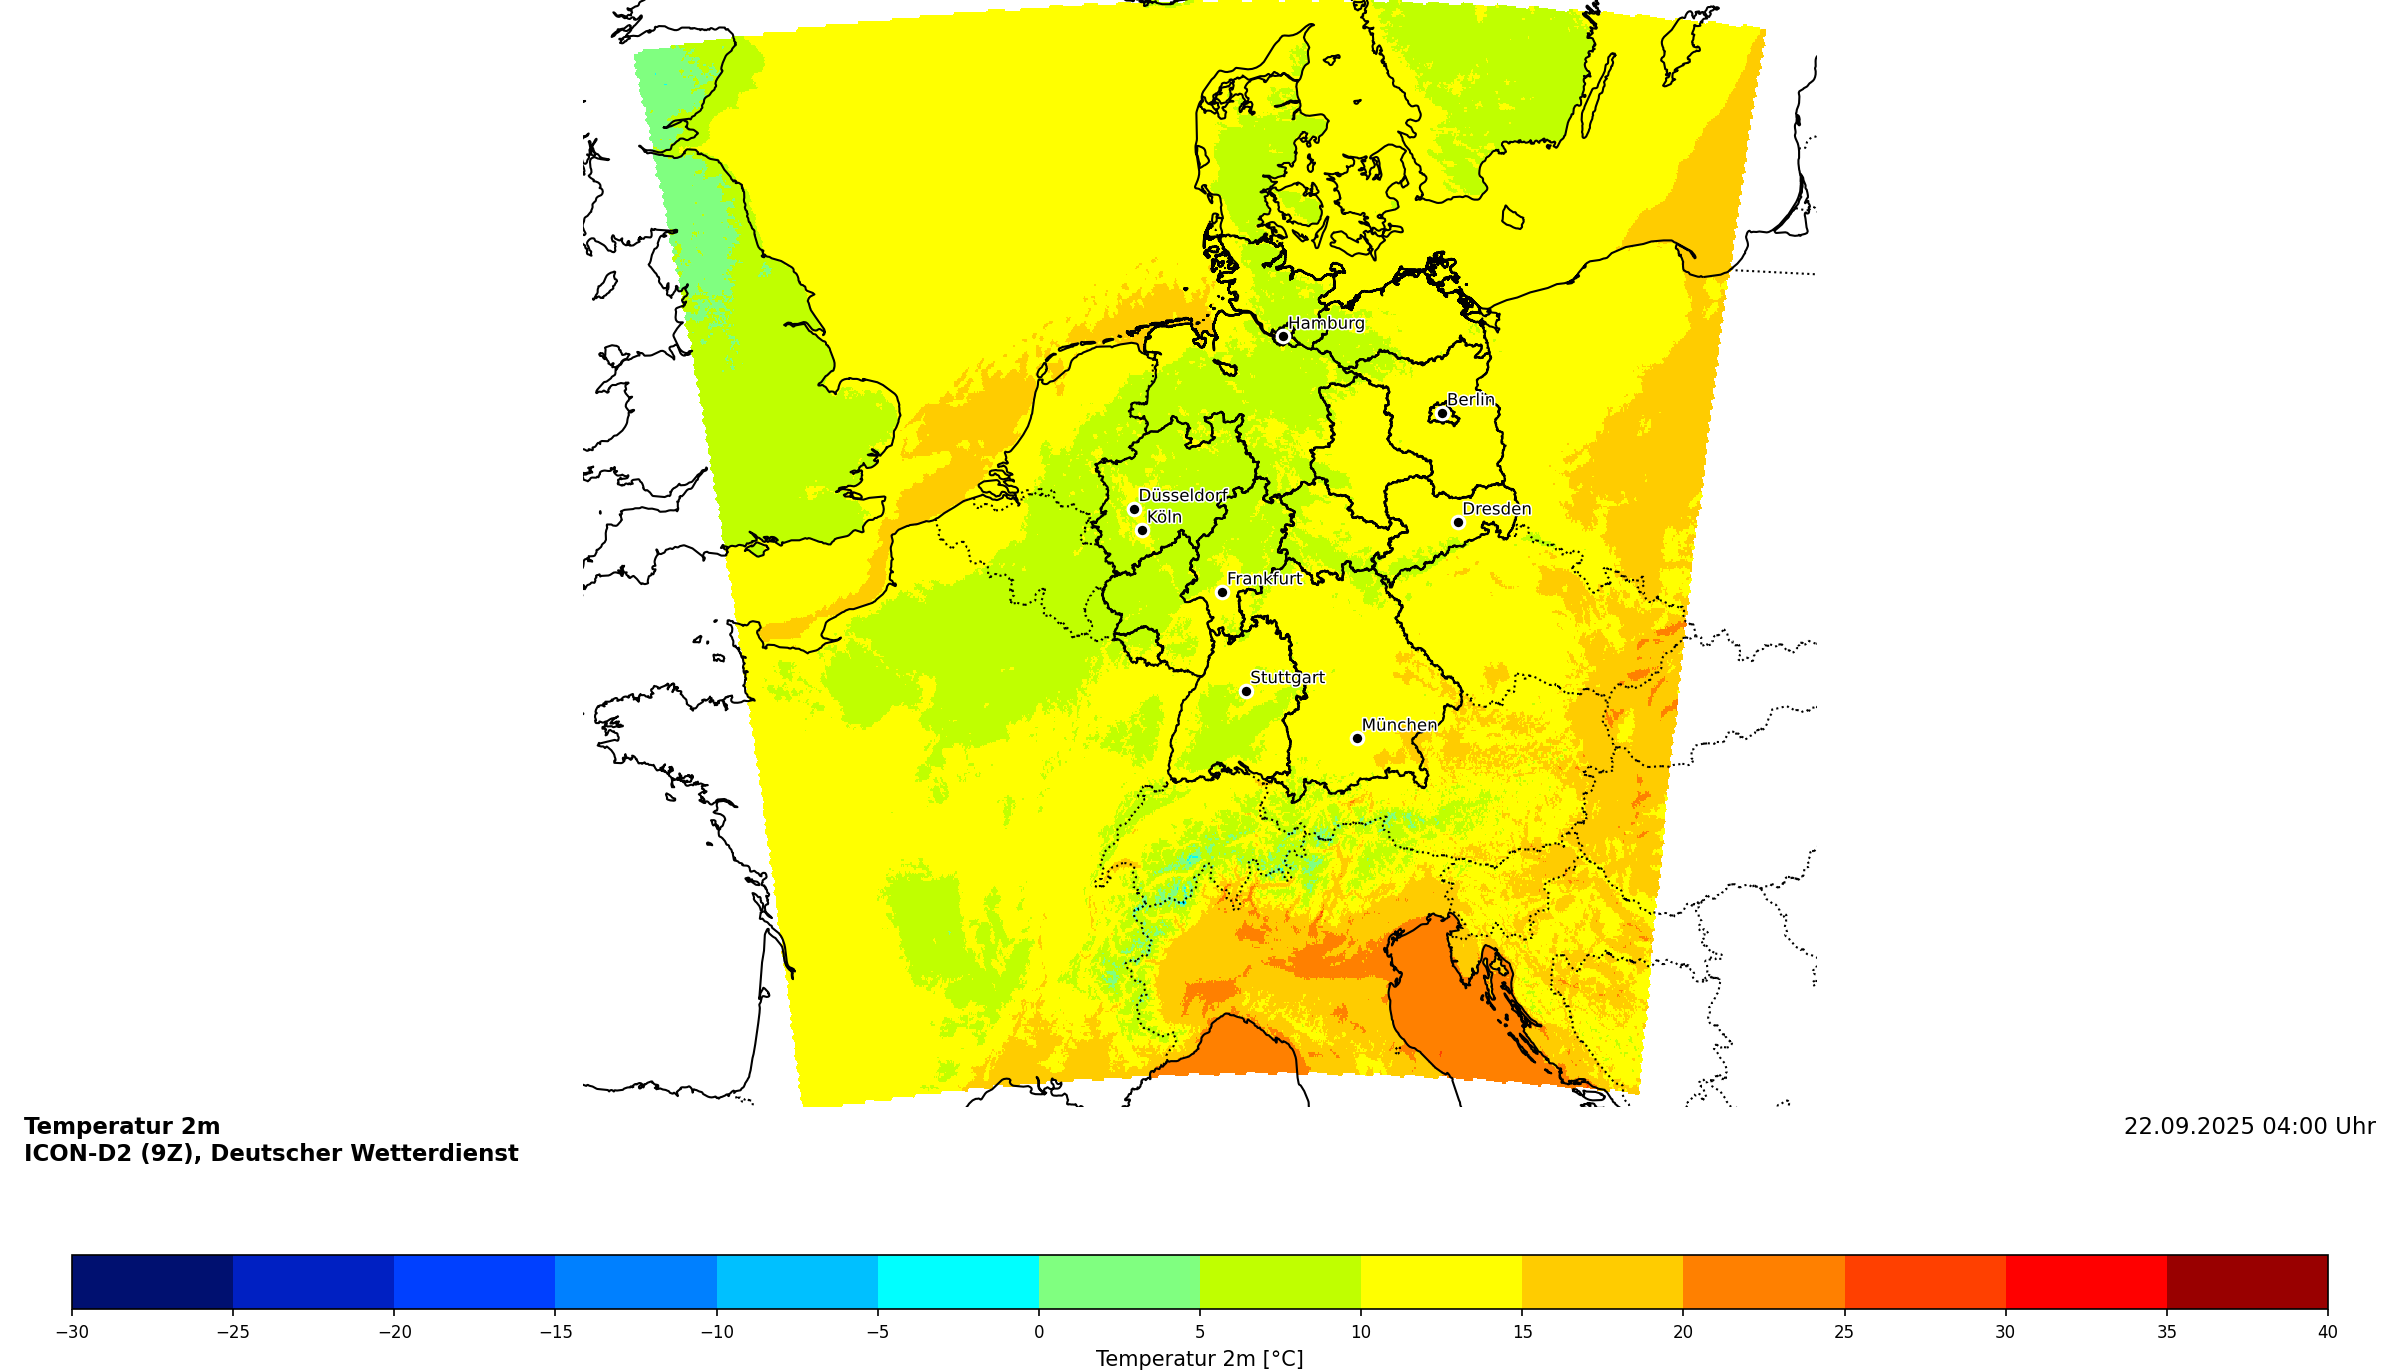 Hamburg
Berlin
Düsseldorf
Köln
Dresden
Frankfurt
Stuttgart
München
Temperatur 2m
ICON-D2 (9Z), Deutscher Wetterdienst
22.09.2025 04:00 Uhr
−30 −25 −20 −15 −10 −5 0 5 10 15 20 25 30 35 40
Temperatur 2m [°C]